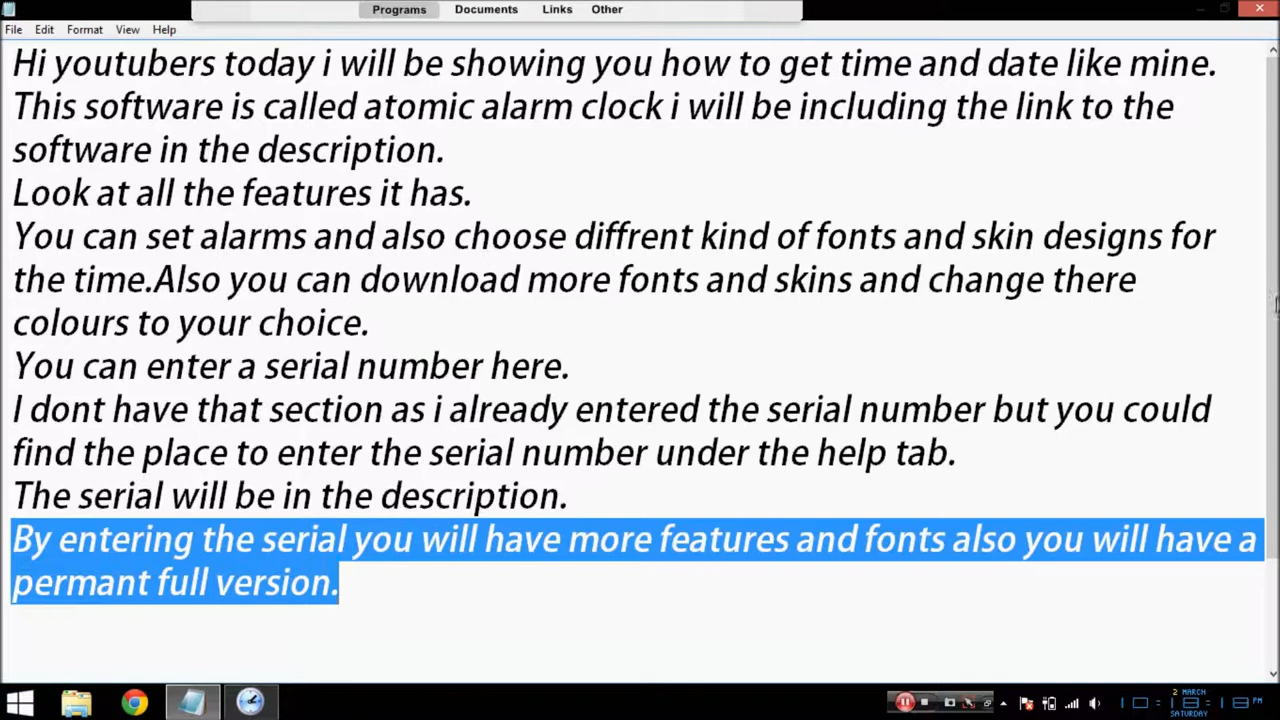 Programs Documents Links Other
File Edit Format View Help
Hi youtubers today i will be showing you how to get time and date like mine.
This software is called atomic alarm clock i will be including the link to the
software in the description.
Look at all the features it has.
You can set alarms and also choose diffrent kind of fonts and skin designs for
the time.Also you can download more fonts and skins and change there
colours to your choice.
You can enter a serial number here.
I dont have that section as i already entered the serial number but you could
find the place to enter the serial number under the help tab.
The serial will be in the description.
By entering the serial you will have more features and fonts also you will have a
permant full version.
2 MARCH
SATURDAY
PM